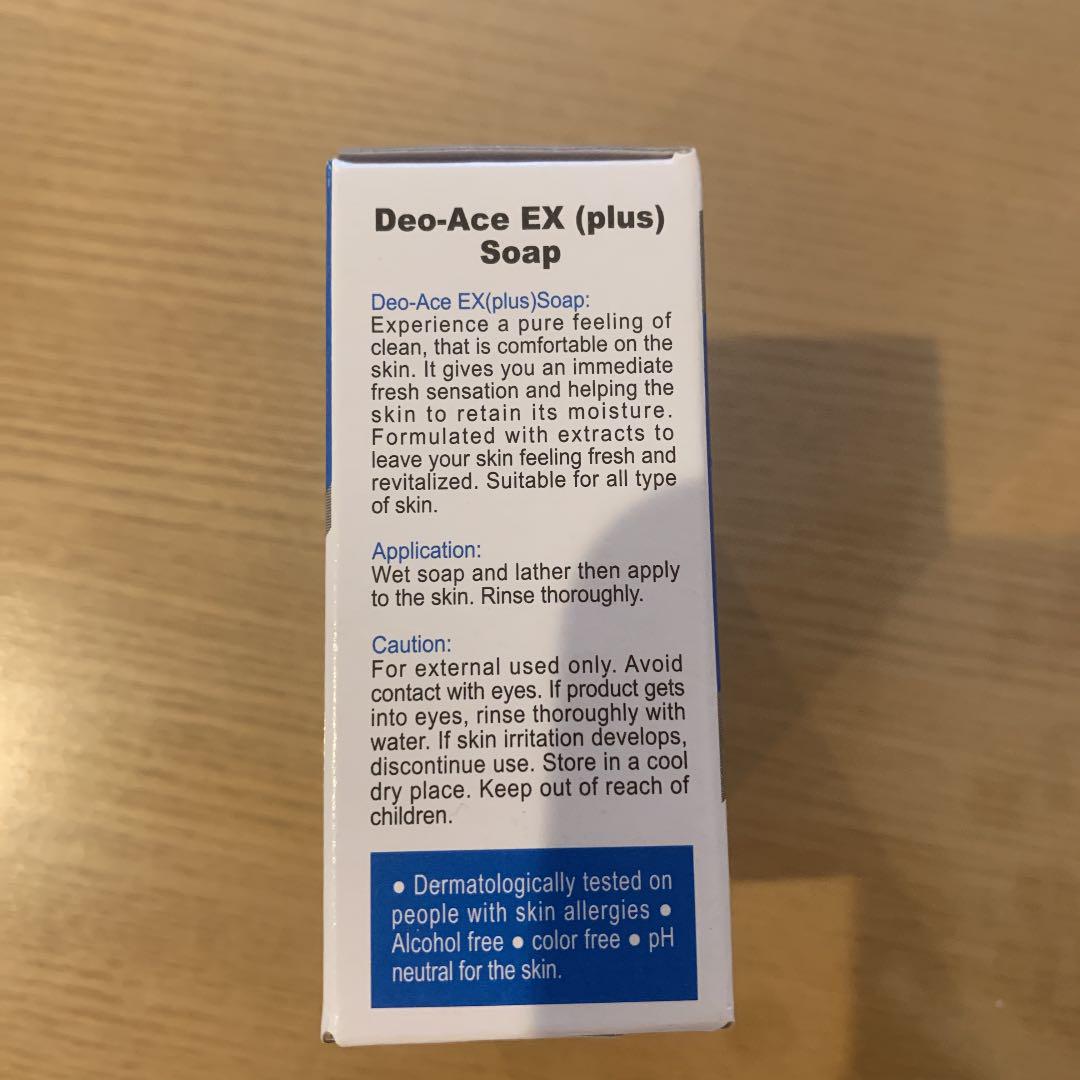 Deo-Ace EX (plus)
Soap
Deo-Ace EX(plus)Soap:
Experience a pure feeling of
clean, that is comfortable on the
skin. It gives you an immediate
fresh sensation and helping the
skin to retain its moisture.
Formulated with extracts to
leave your skin feeling fresh and
revitalized. Suitable for all type
of skin.
Application:
Wet soap and lather then apply
to the skin. Rinse thoroughly.
Caution:
For external used only. Avoid
contact with eyes. If product gets
into eyes, rinse thoroughly with
water. If skin irritation develops,
discontinue use. Store in a cool
dry place. Keep out of reach of
children.
● Dermatologically tested on
people with skin allergies ●
Alcohol free ● color free ● pH
neutral for the skin.